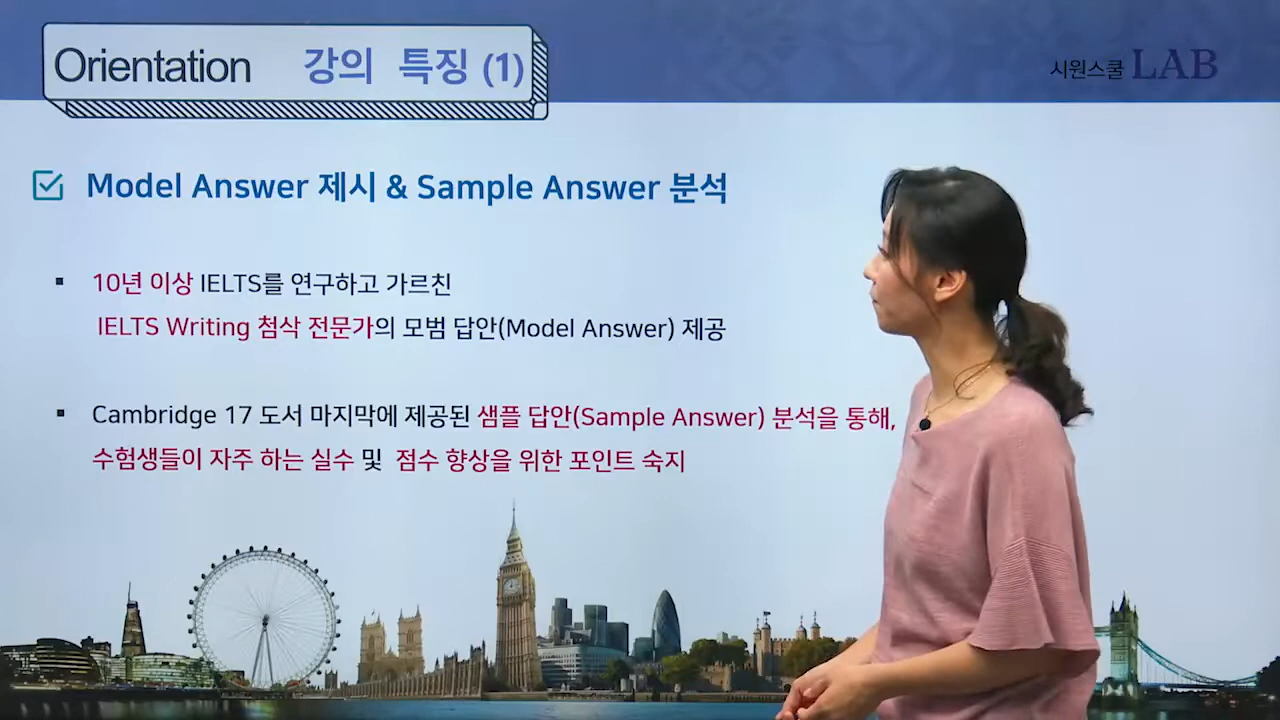 Orientation 강의 특징 (1)
시원스쿨 LAB
Model Answer 제시 & Sample Answer 분석
10년 이상 IELTS를 연구하고 가르친
IELTS Writing 첨삭 전문가의 모범 답안(Model Answer) 제공
Cambridge 17 도서 마지막에 제공된 샘플 답안(Sample Answer) 분석을 통해,
수험생들이 자주 하는 실수 및 점수 향상을 위한 포인트 숙지